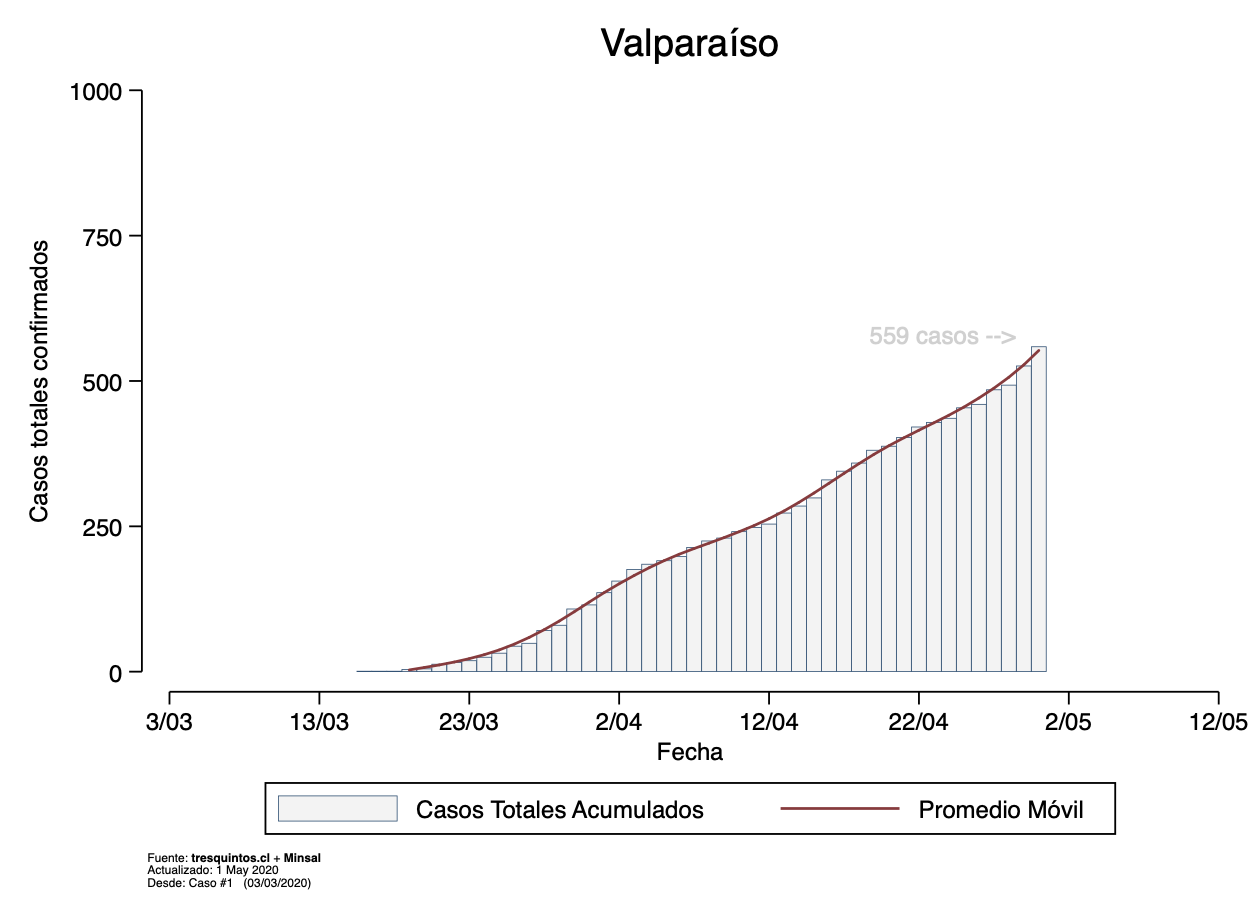 Valparaíso
1000
750
500
250
0
Casos totales confirmados
559 casos -->
3/03 13/03 23/03 2/04 12/04 22/04 2/05 12/05
Fecha
Casos Totales Acumulados Promedio Móvil
Fuente: tresquintos.cl + Minsal
Actualizado: 1 May 2020
Desde: Caso #1 (03/03/2020)